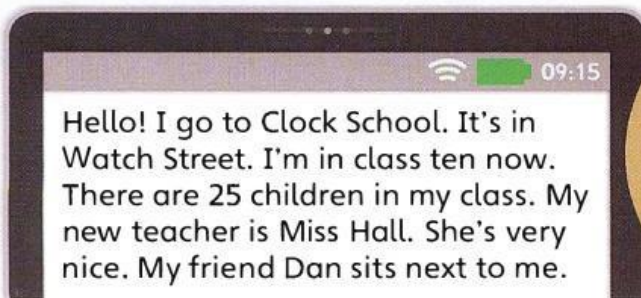 09:15
Hello! I go to Clock School. It's in
Watch Street. I'm in class ten now.
There are 25 children in my class. My
new teacher is Miss Hall. She's very
nice. My friend Dan sits next to me.